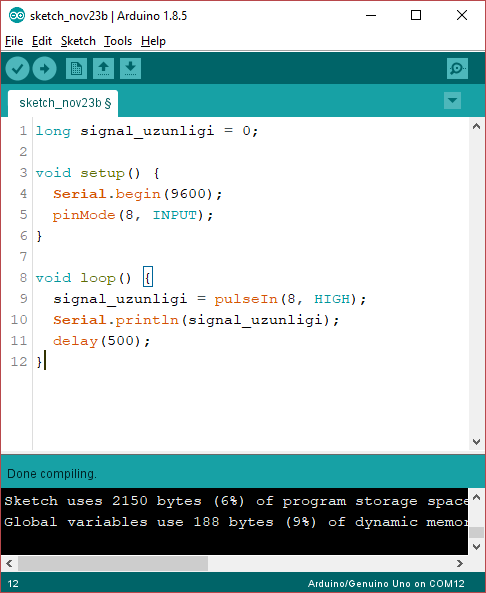 sketch_nov23b | Arduino 1.8.5
File Edit Sketch Tools Help
sketch_nov23b §
1 long signal_uzunligi = 0;
2
3 void setup() {
4   Serial.begin(9600);
5   pinMode(8, INPUT);
6 }
7
8 void loop() {
9   signal_uzunligi = pulseIn(8, HIGH);
10   Serial.println(signal_uzunligi);
11   delay(500);
12 }
Done compiling.
Sketch uses 2150 bytes (6%) of program storage space
Global variables use 188 bytes (9%) of dynamic memor
12 Arduino/Genuino Uno on COM12